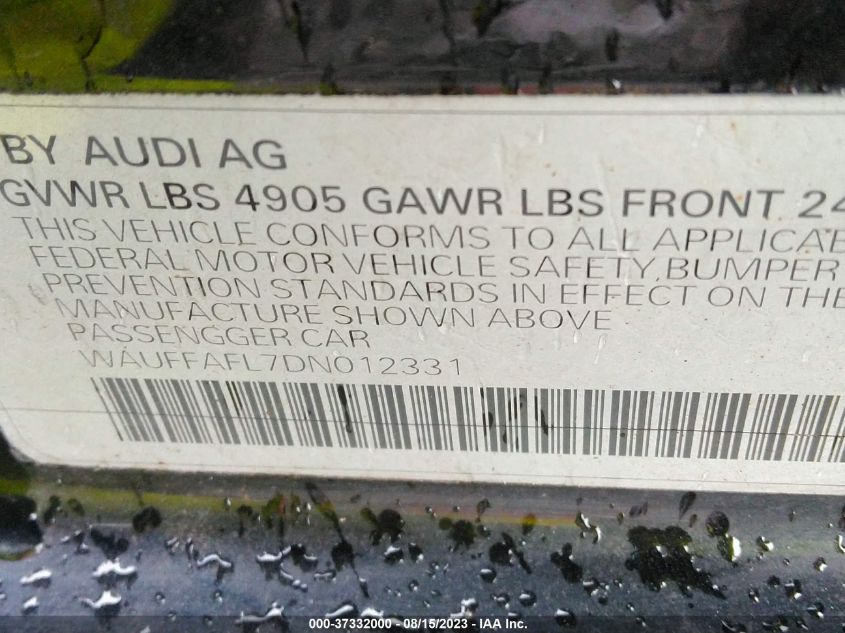 BY AUDI AG
GVWR LBS 4905 GAWR LBS FRONT 24
THIS VEHICLE CONFORMS TO ALL APPLICAB
FEDERAL MOTOR VEHICLE SAFETY, BUMPER
PREVENTION STANDARDS IN EFFECT ON THE
MANUFACTURE SHOWN ABOVE
PASSENGGER CAR
WAUFFAFL7DN012331
000-37332000 - 08/15/2023 - IAA Inc.